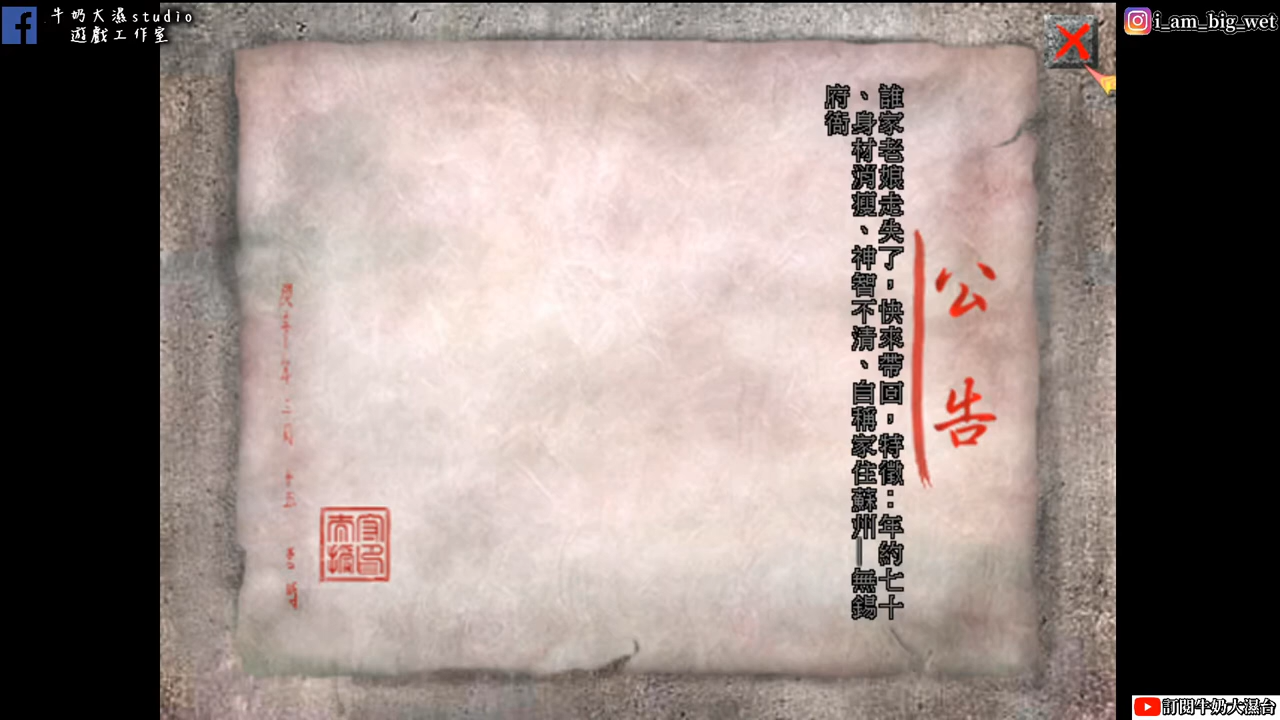 牛奶大濕studio
遊戲工作室
i_am_big_wet
公告
誰家老娘走失了，快來帶回，特徵：年約七十
、身材消瘦、神智不清、自稱家住蘇州—無錫
府衙
訂閱牛奶大濕台